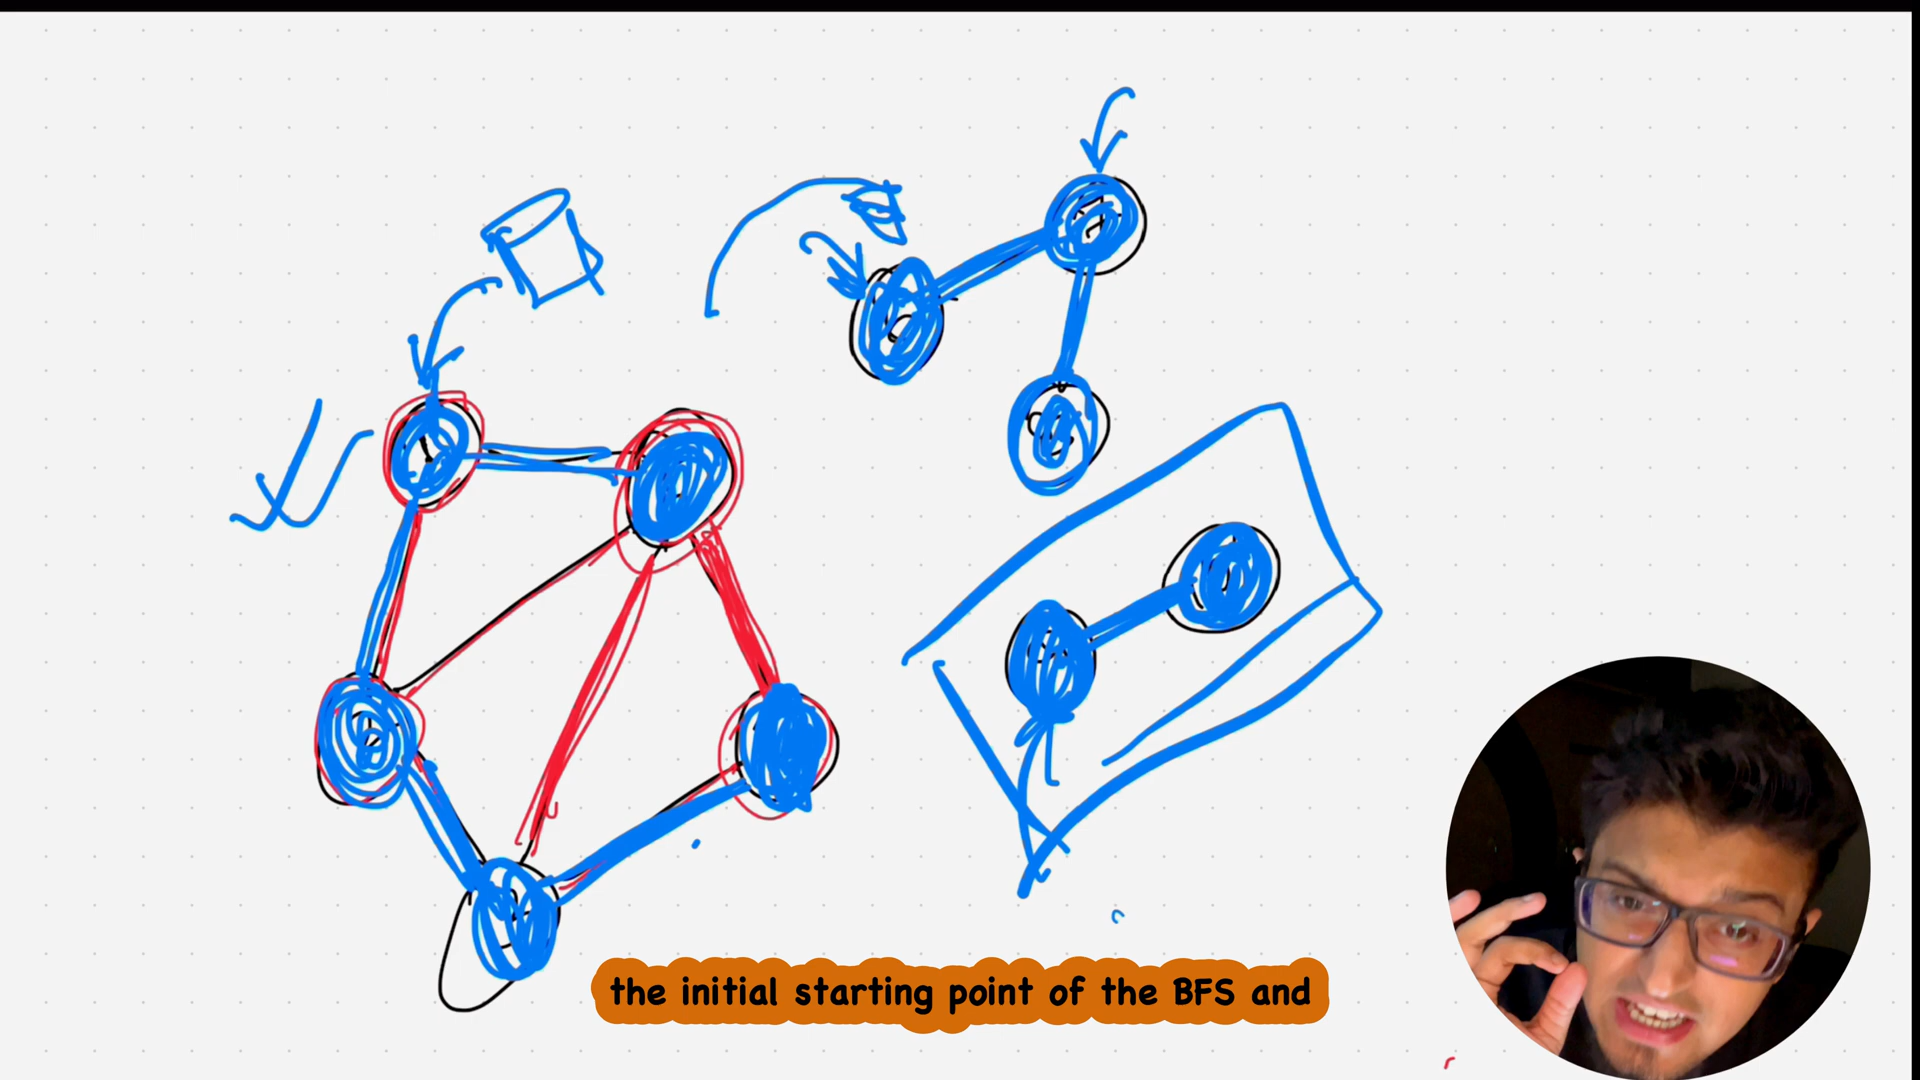 the initial starting point of the BFS and